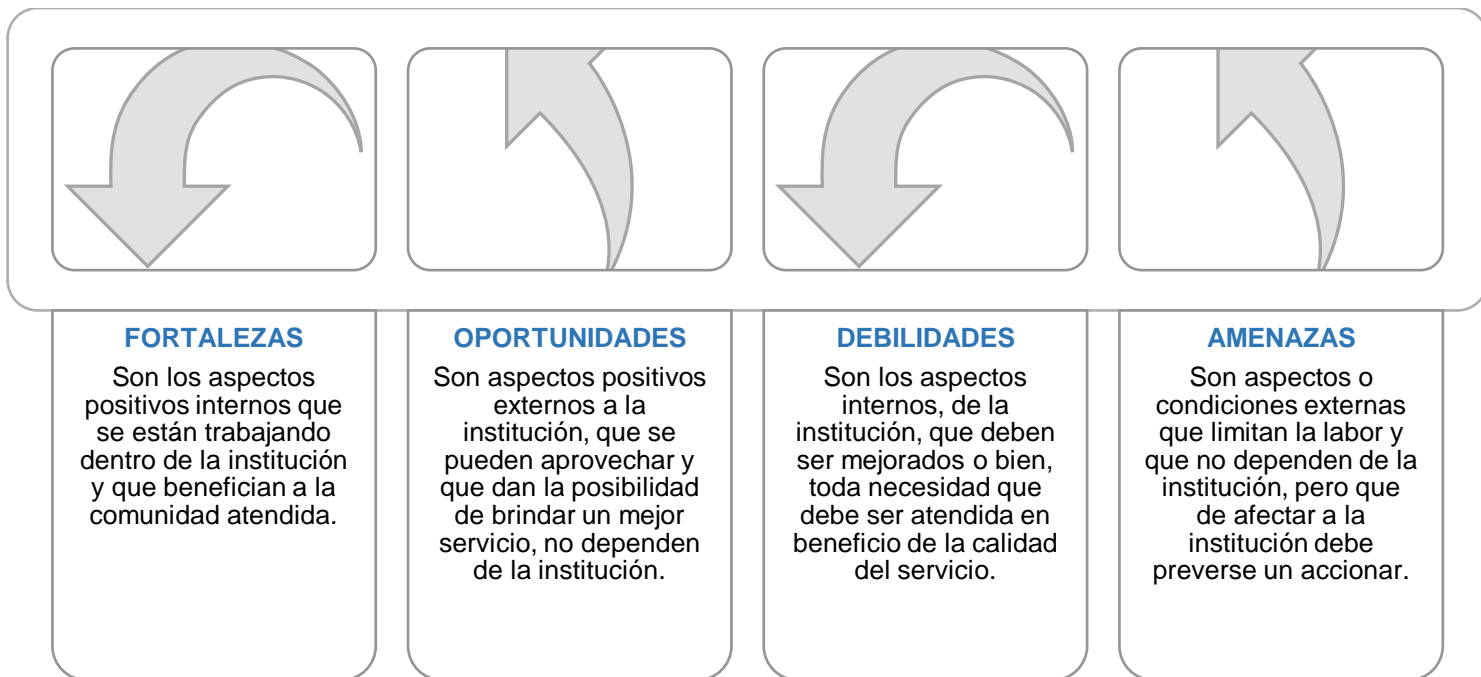 FORTALEZAS
Son los aspectos
positivos internos que
se están trabajando
dentro de la institución
y que benefician a la
comunidad atendida.
OPORTUNIDADES
Son aspectos positivos
externos a la
institución, que se
pueden aprovechar y
que dan la posibilidad
de brindar un mejor
servicio, no dependen
de la institución.
DEBILIDADES
Son los aspectos
internos, de la
institución, que deben
ser mejorados o bien,
toda necesidad que
debe ser atendida en
beneficio de la calidad
del servicio.
AMENAZAS
Son aspectos o
condiciones externas
que limitan la labor y
que no dependen de la
institución, pero que
de afectar a la
institución debe
preverse un accionar.